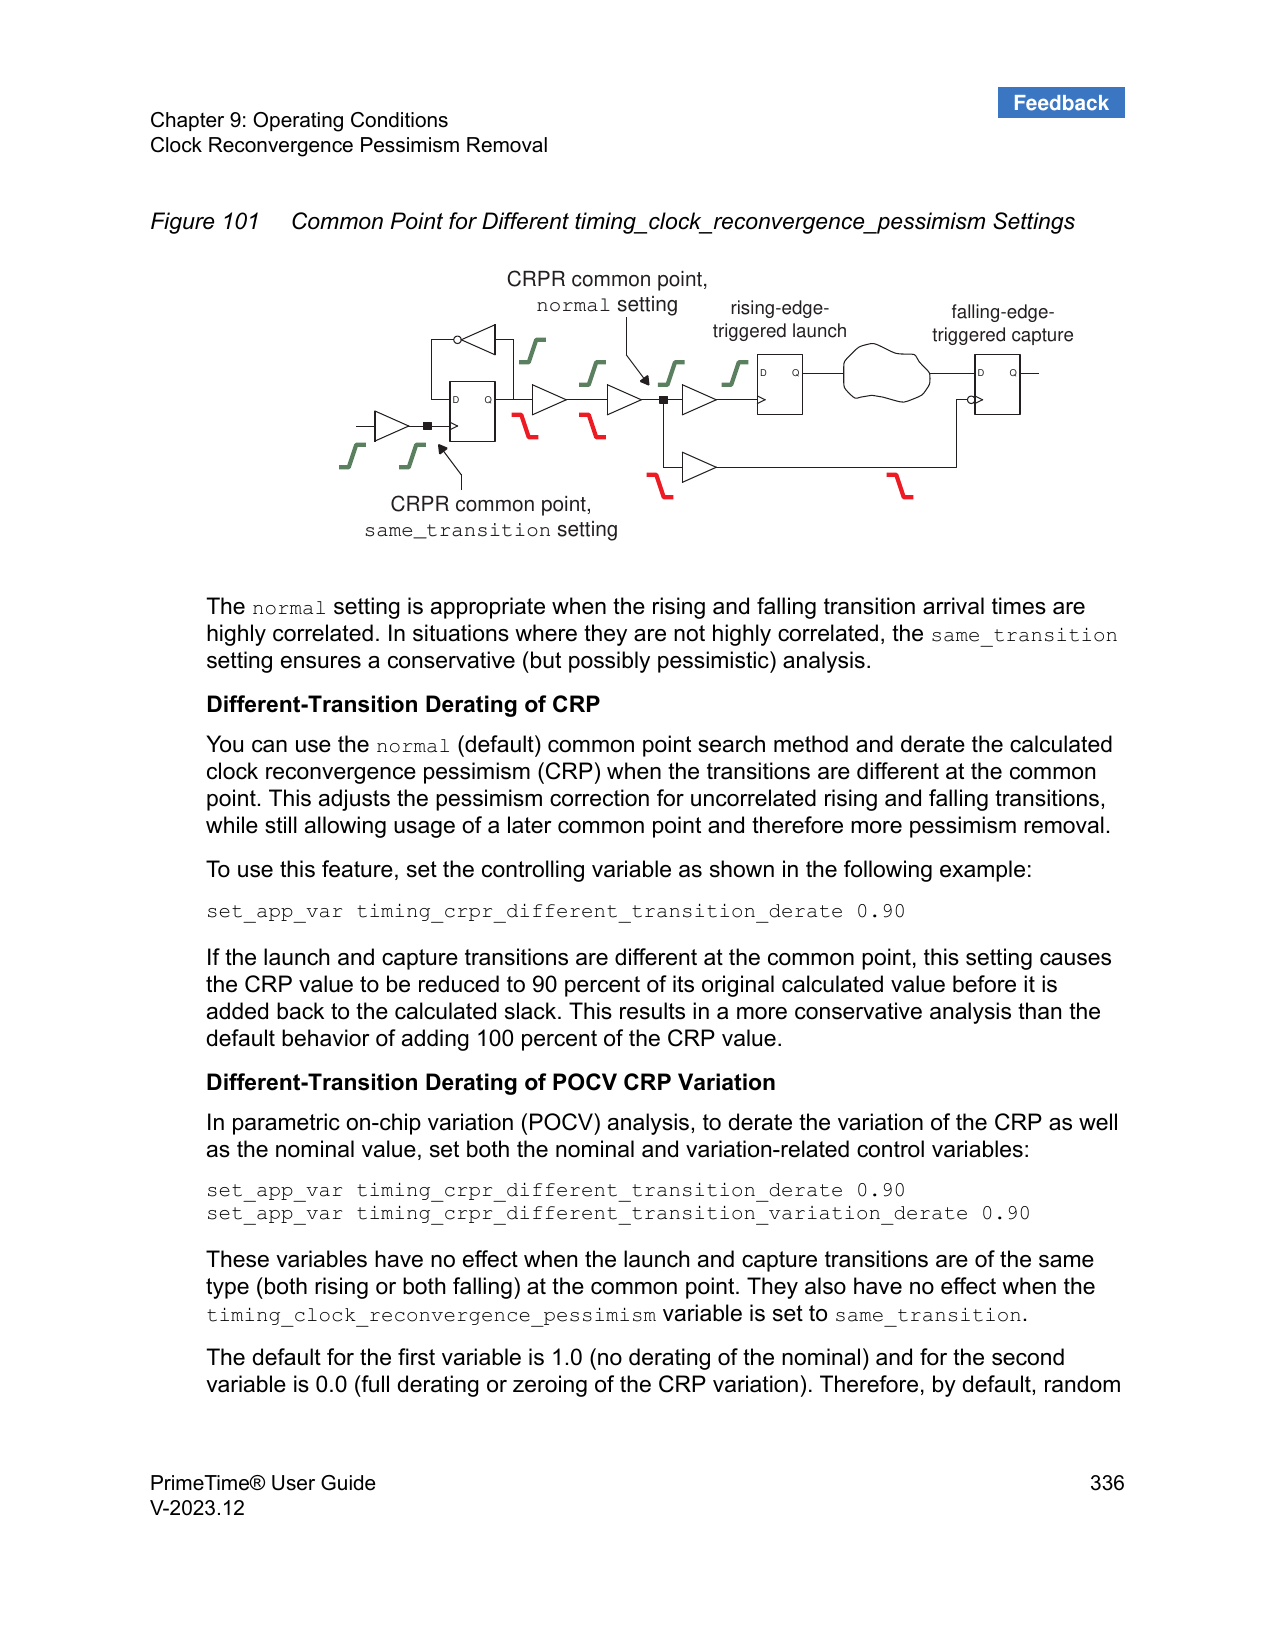 Feedback
Chapter 9: Operating Conditions
Clock Reconvergence Pessimism Removal
Figure 101 Common Point for Different timing_clock_reconvergence_pessimism Settings
CRPR common point,
normal setting
rising-edge-
triggered launch
falling-edge-
triggered capture
D Q
D Q
D Q
CRPR common point,
same_transition setting
The normal setting is appropriate when the rising and falling transition arrival times are
highly correlated. In situations where they are not highly correlated, the same_transition
setting ensures a conservative (but possibly pessimistic) analysis.
Different-Transition Derating of CRP
You can use the normal (default) common point search method and derate the calculated
clock reconvergence pessimism (CRP) when the transitions are different at the common
point. This adjusts the pessimism correction for uncorrelated rising and falling transitions,
while still allowing usage of a later common point and therefore more pessimism removal.
To use this feature, set the controlling variable as shown in the following example:
set_app_var timing_crpr_different_transition_derate 0.90
If the launch and capture transitions are different at the common point, this setting causes
the CRP value to be reduced to 90 percent of its original calculated value before it is
added back to the calculated slack. This results in a more conservative analysis than the
default behavior of adding 100 percent of the CRP value.
Different-Transition Derating of POCV CRP Variation
In parametric on-chip variation (POCV) analysis, to derate the variation of the CRP as well
as the nominal value, set both the nominal and variation-related control variables:
set_app_var timing_crpr_different_transition_derate 0.90
set_app_var timing_crpr_different_transition_variation_derate 0.90
These variables have no effect when the launch and capture transitions are of the same
type (both rising or both falling) at the common point. They also have no effect when the
timing_clock_reconvergence_pessimism variable is set to same_transition.
The default for the first variable is 1.0 (no derating of the nominal) and for the second
variable is 0.0 (full derating or zeroing of the CRP variation). Therefore, by default, random
PrimeTime® User Guide 336
V-2023.12